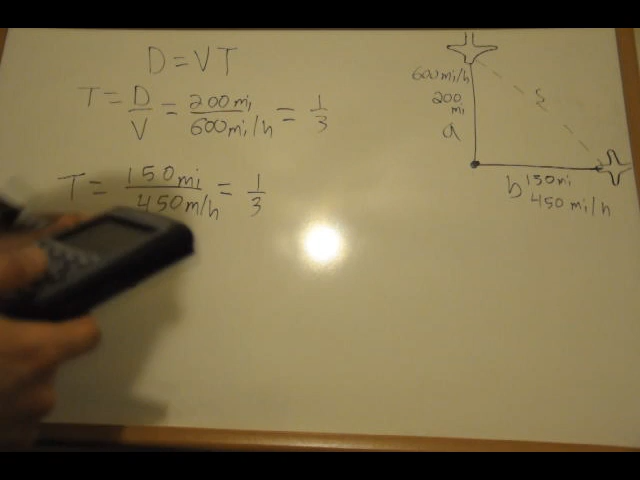 D = VT
T = D/V = 200mi/600mi/h = 1/3
T = 150mi/450m/h = 1/3
600mi/h
200
mi
a
s
b 150mi
450 mi/h